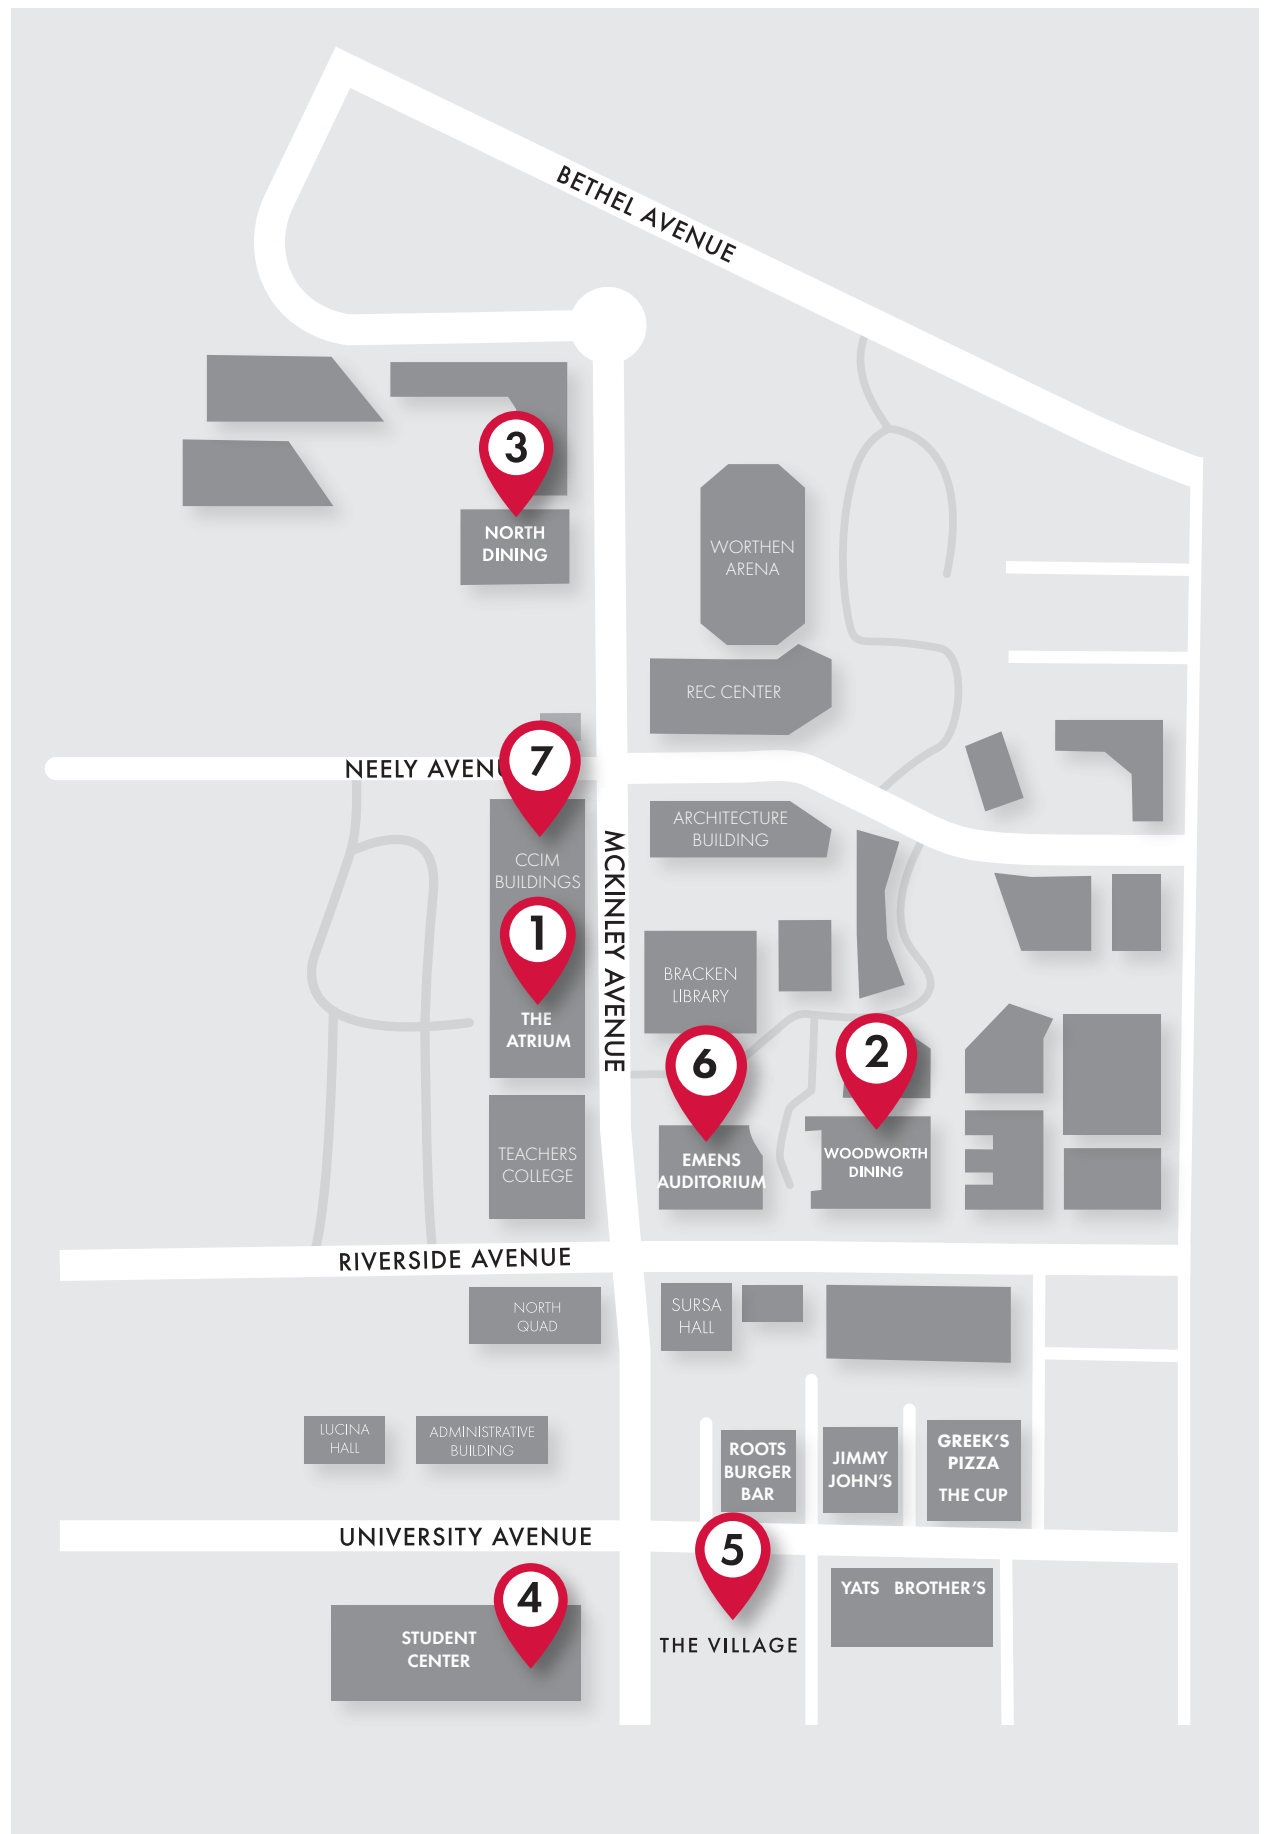 BETHEL AVENUE
3
NORTH
DINING
WORTHEN
ARENA
REC CENTER
7
NEELY AVENU
MCKINLEY AVENUE
ARCHITECTURE
BUILDING
CCIM
BUILDINGS
1
THE
ATRIUM
BRACKEN
LIBRARY
6
2
EMENS
AUDITORIUM
WOODWORTH
DINING
TEACHERS
COLLEGE
RIVERSIDE AVENUE
NORTH
QUAD
SURSA
HALL
LUCINA
HALL
ADMINISTRATIVE
BUILDING
ROOTS
BURGER
BAR
JIMMY
JOHN'S
GREEK'S
PIZZA
THE CUP
UNIVERSITY AVENUE
5
4
STUDENT
CENTER
THE VILLAGE
YATS BROTHER'S